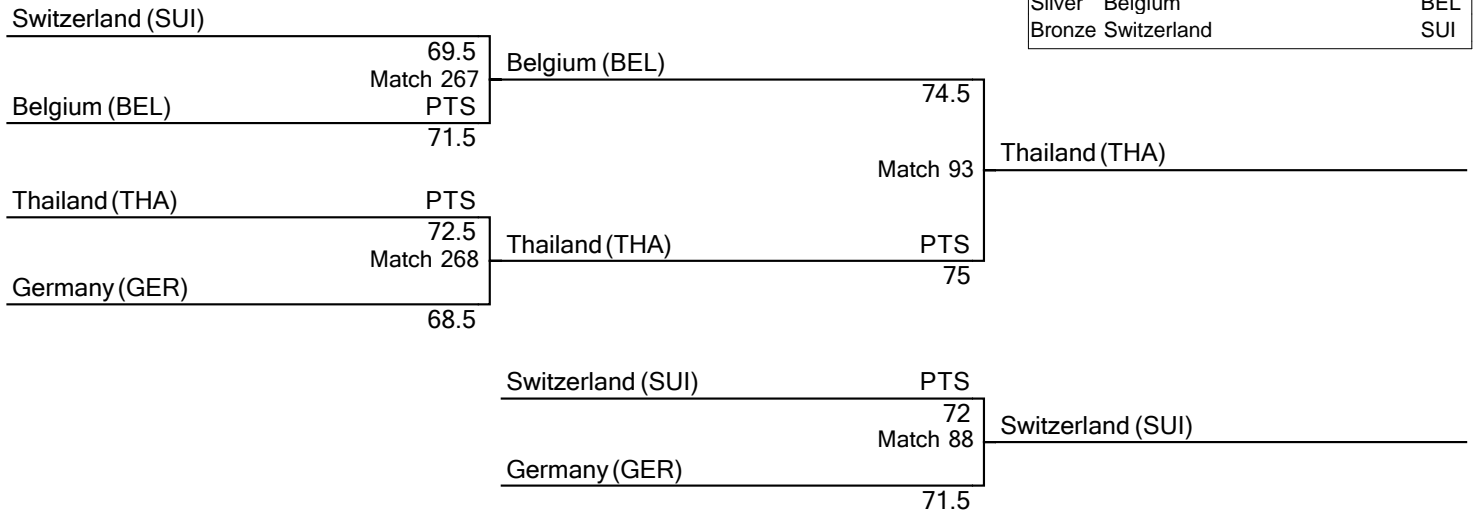 Silver Belgium BEL
Bronze Switzerland SUI
Switzerland (SUI)
69.5
Match 267
Belgium (BEL)
PTS
71.5
Belgium (BEL)
74.5
Thailand (THA)
PTS
72.5
Match 268
Germany (GER)
68.5
Thailand (THA)
PTS
75
Match 93
Thailand (THA)
Switzerland (SUI)
PTS
72
Match 88
Germany (GER)
71.5
Switzerland (SUI)